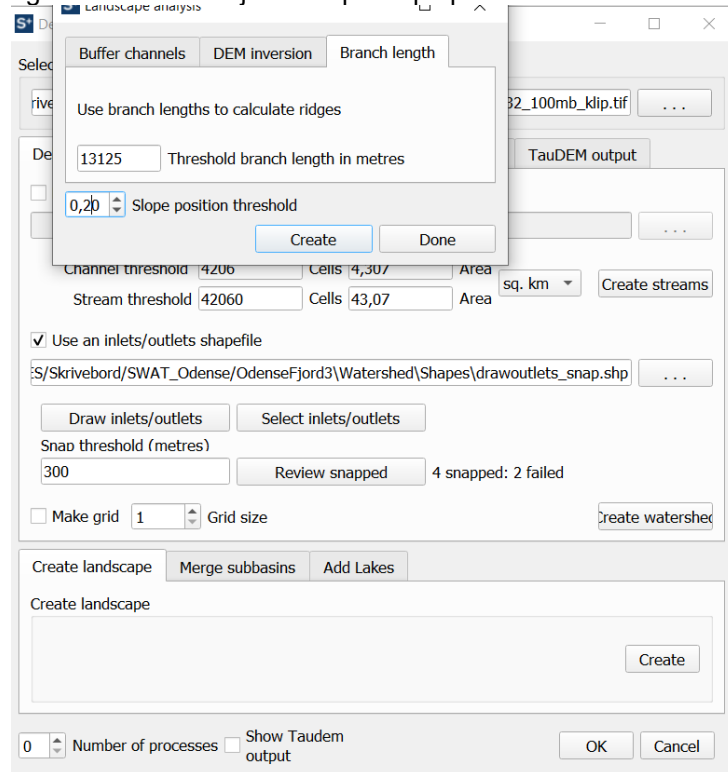 Landscape analysis
S+ De
Selec
Buffer channels DEM inversion Branch length
rive
32_100mb_klip.tif ...
Use branch lengths to calculate ridges
De
TauDEM output
13125 Threshold branch length in metres
0,20 Slope position threshold
...
Create Done
Channel threshold 4206 Cells 4,307 Area
sq. km Create streams
Stream threshold 42060 Cells 43,07 Area
Use an inlets/outlets shapefile
ES/Skrivebord/SWAT_Odense/OdenseFjord3\Watershed\Shapes\drawoutlets_snap.shp ...
Draw inlets/outlets Select inlets/outlets
Snap threshold (metres)
300 Review snapped 4 snapped: 2 failed
Make grid 1 Grid size Create watershed
Create landscape Merge subbasins Add Lakes
Create landscape
Create
0 Number of processes Show Taudem
output
OK Cancel